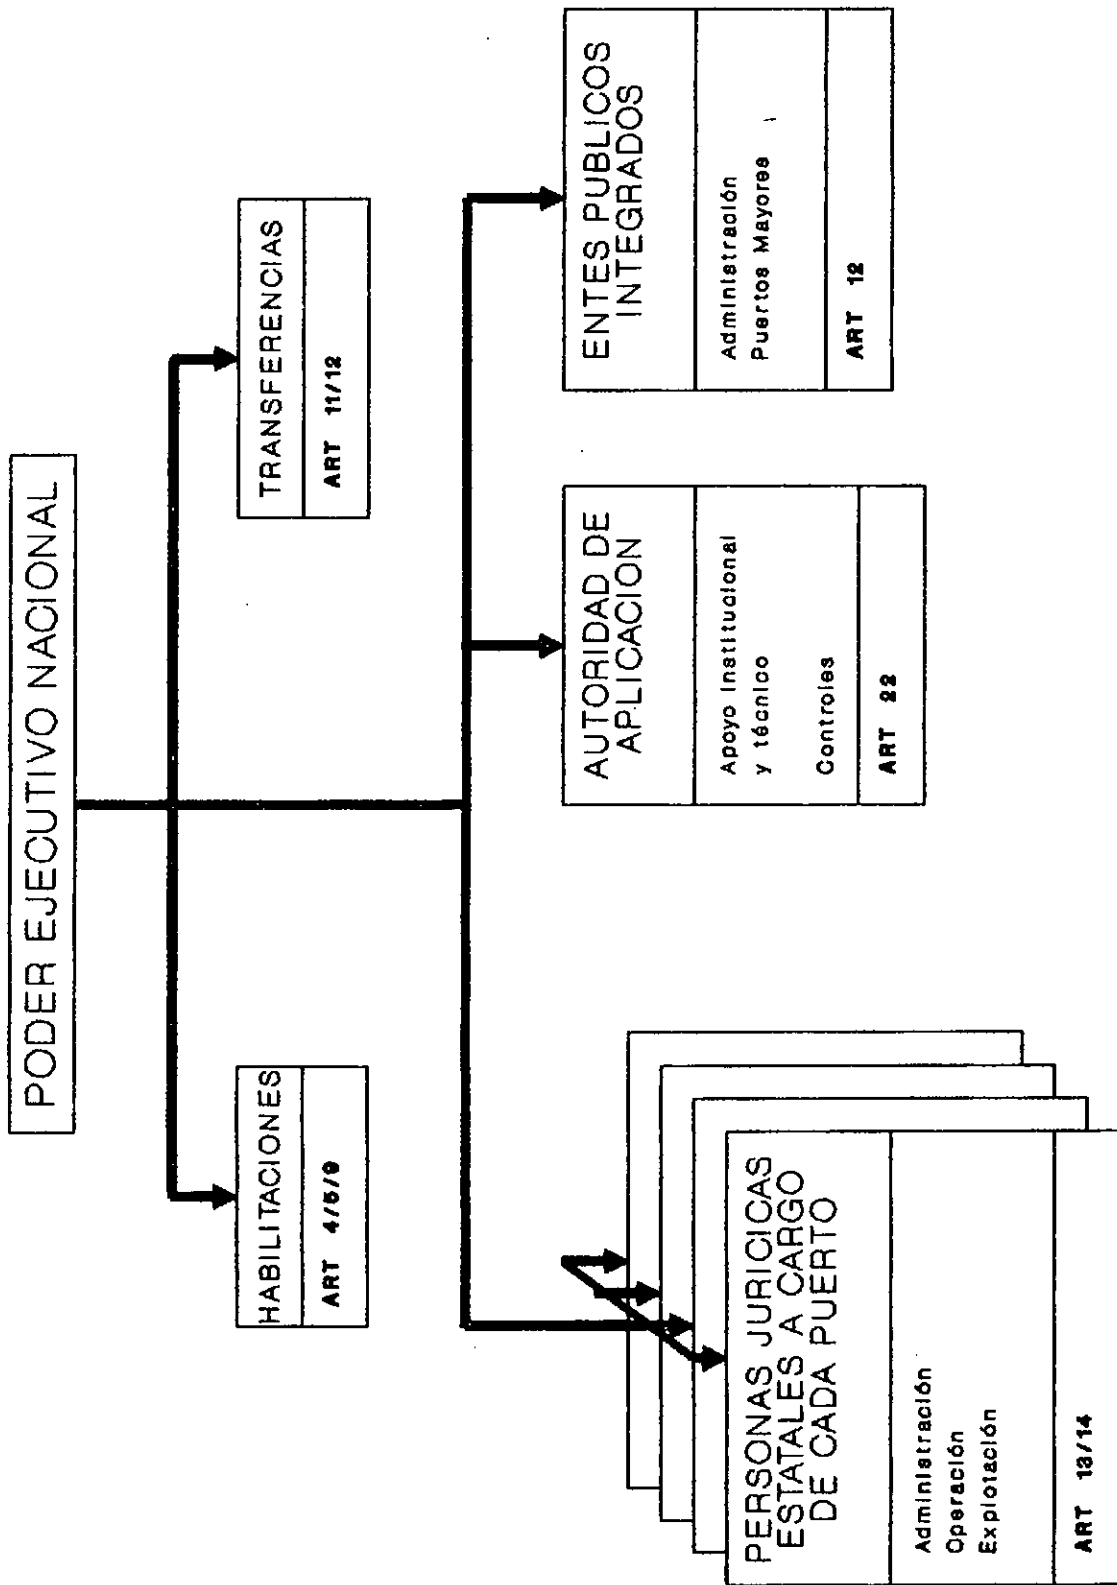 PODER EJECUTIVO NACIONAL
HABILITACIONES
ART 4/5/9
TRANSFERENCIAS
ART 11/12
PERSONAS JURICICAS
ESTATALES A CARGO
DE CADA PUERTO
Administración
Operación
Explotación
ART 13/14
AUTORIDAD DE
APLICACION
Apoyo Institucional
y técnico
Controles
ART 22
ENTES PUBLICOS
INTEGRADOS
Administración
Puertos Mayores
ART 12